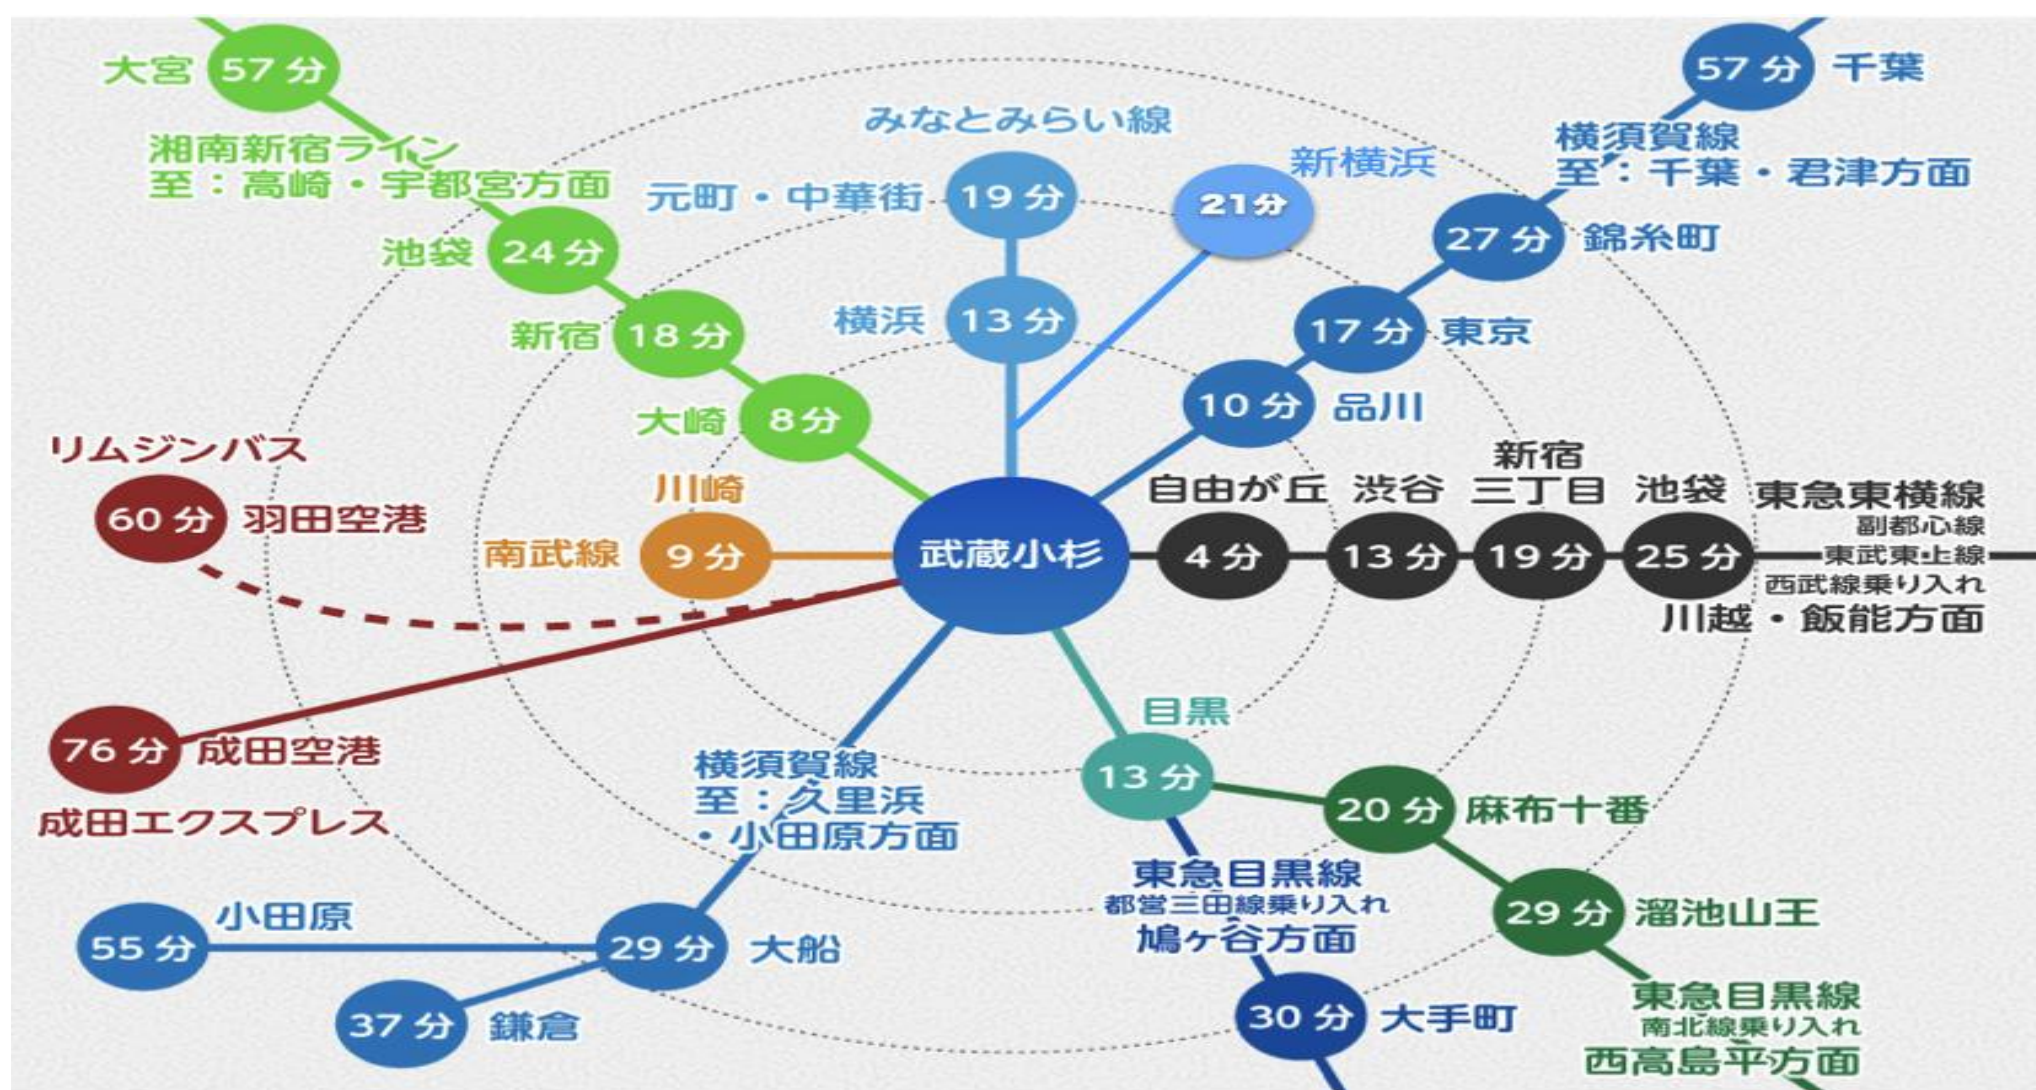 大宮 57分
湘南新宿ライン
至：高崎・宇都宮方面
池袋 24分
新宿 18分
大崎 8分
みなとみらい線
元町・中華街 19分
横浜 13分
新横浜
21分
57分 千葉
横須賀線
至：千葉・君津方面
27分 錦糸町
17分 東京
10分 品川
リムジンバス
60分 羽田空港
川崎
南武線 9分
武蔵小杉
自由が丘
4分
渋谷
13分
新宿
三丁目
19分
池袋
25分
東急東横線
副都心線
東武東上線
西武線乗り入れ
川越・飯能方面
76分 成田空港
成田エクスプレス
横須賀線
至：久里浜
・小田原方面
小田原
55分
29分 大船
37分 鎌倉
目黒
13分
20分 麻布十番
29分 溜池山王
東急目黒線
都営三田線乗り入れ
鳩ヶ谷方面
30分 大手町
東急目黒線
南北線乗り入れ
西高島平方面